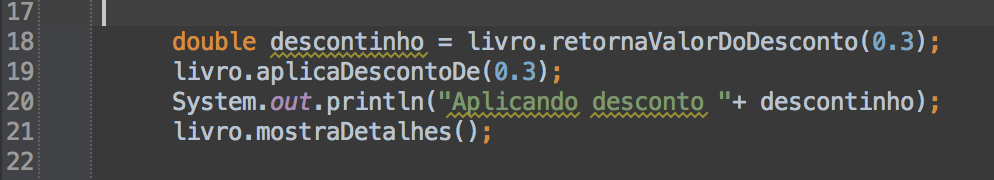 17
18 double descontinho = livro.retornaValorDoDesconto(0.3);
19 livro.aplicaDescontoDe(0.3);
20 System.out.println("Aplicando desconto "+ descontinho);
21 livro.mostraDetalhes();
22